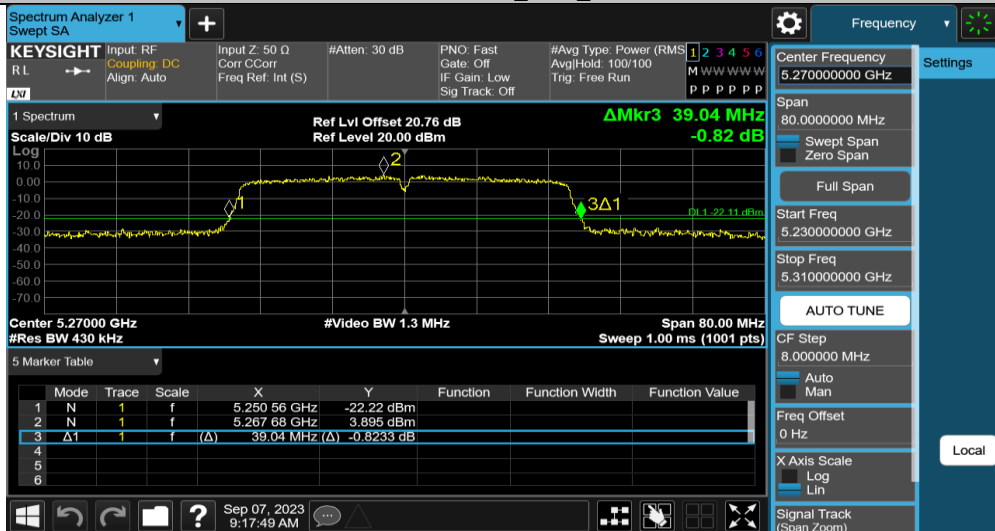 Spectrum Analyzer 1
Swept SA
+
Frequency
KEYSIGHT
R L
LXI
Input: RF
Coupling: DC
Align: Auto
Input Z: 50 Ω
Corr CCorr
Freq Ref: Int (S)
#Atten: 30 dB
PNO: Fast
Gate: Off
IF Gain: Low
Sig Track: Off
#Avg Type: Power (RMS
Avg|Hold: 100/100
Trig: Free Run
1 2 3 4 5 6
M W W W W W
P P P P P P
1 Spectrum
Scale/Div 10 dB
Ref Lvl Offset 20.76 dB
Ref Level 20.00 dBm
ΔMkr3 39.04 MHz
-0.82 dB
Log
10.0
0.00
-10.0
-20.0
-30.0
-40.0
-50.0
-60.0
-70.0
1
2
3Δ1
DL1 -22.11 dBm
Center 5.27000 GHz
#Video BW 1.3 MHz
Span 80.00 MHz
#Res BW 430 kHz
Sweep 1.00 ms (1001 pts)
5 Marker Table
Mode Trace Scale X Y Function Function Width Function Value
1 N 1 f 5.250 56 GHz -22.22 dBm
2 N 1 f 5.267 68 GHz 3.895 dBm
3 Δ1 1 f (Δ) 39.04 MHz (Δ) -0.8233 dB
4
5
6
?
Sep 07, 2023
9:17:49 AM
Center Frequency
5.270000000 GHz
Settings
Span
80.0000000 MHz
Swept Span
Zero Span
Full Span
Start Freq
5.230000000 GHz
Stop Freq
5.310000000 GHz
AUTO TUNE
CF Step
8.000000 MHz
Auto
Man
Freq Offset
0 Hz
Local
X Axis Scale
Log
Lin
Signal Track
(Span Zoom)